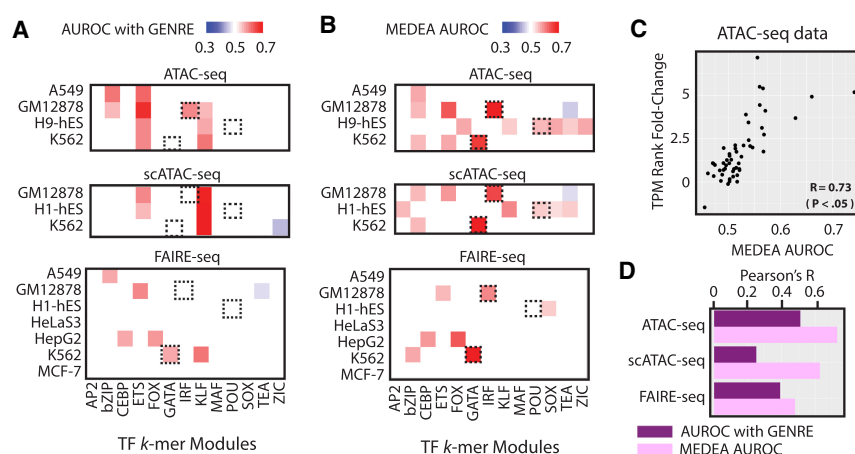 A
AUROC with GENRE
0.3 0.5 0.7
ATAC-seq
A549
GM12878
H9-hES
K562
scATAC-seq
GM12878
H1-hES
K562
FAIRE-seq
A549
GM12878
H1-hES
HeLaS3
HepG2
K562
MCF-7
AP2 bZIP CEBP ETS FOX GATA IRF KLF MAF POU SOX TEA ZIC
TF k-mer Modules
B
MEDEA AUROC
0.3 0.5 0.7
ATAC-seq
A549
GM12878
H9-hES
K562
scATAC-seq
GM12878
H1-hES
K562
FAIRE-seq
A549
GM12878
H1-hES
HeLaS3
HepG2
K562
MCF-7
AP2 bZIP CEBP ETS FOX GATA IRF KLF MAF POU SOX TEA ZIC
TF k-mer Modules
C
ATAC-seq data
TPM Rank Fold-Change
5
2.5
0
R = 0.73
( P < .05 )
0.5 0.6 0.7
MEDEA AUROC
D
Pearson's R
0 0.2 0.4 0.6
ATAC-seq
scATAC-seq
FAIRE-seq
AUROC with GENRE
MEDEA AUROC